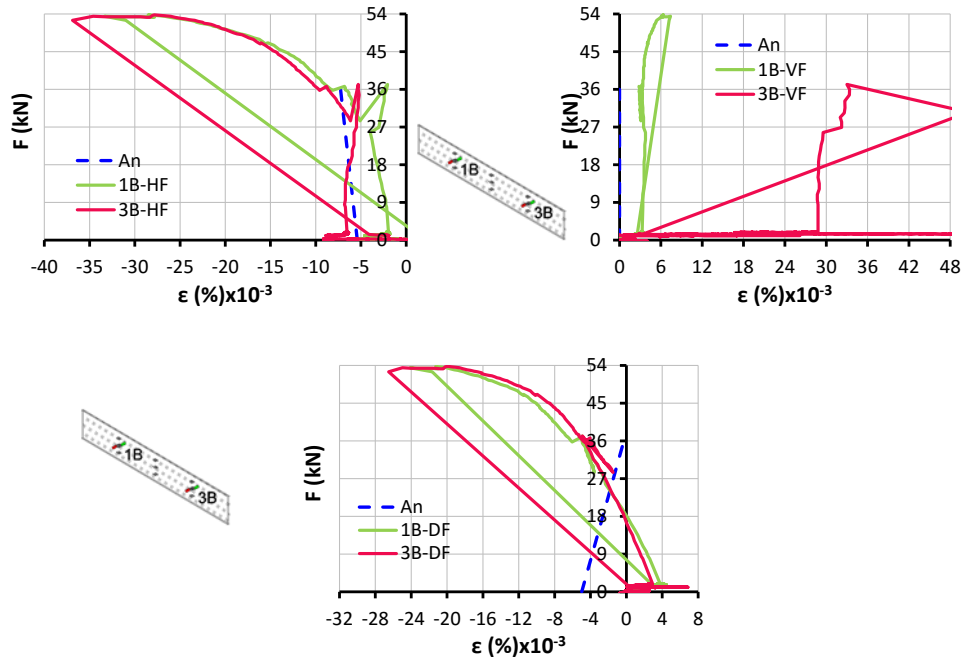 F (kN)
54
45
36
27
18
9
0
An
1B-HF
3B-HF
-40 -35 -30 -25 -20 -15 -10 -5 0
ε (%)x10⁻³
1B
3B
F (kN)
54
45
36
27
18
9
0
An
1B-VF
3B-VF
0 6 12 18 24 30 36 42 48
ε (%)x10⁻³
1B
3B
F (kN)
54
45
36
27
18
9
0
An
1B-DF
3B-DF
-32 -28 -24 -20 -16 -12 -8 -4 0 4 8
ε (%)x10⁻³